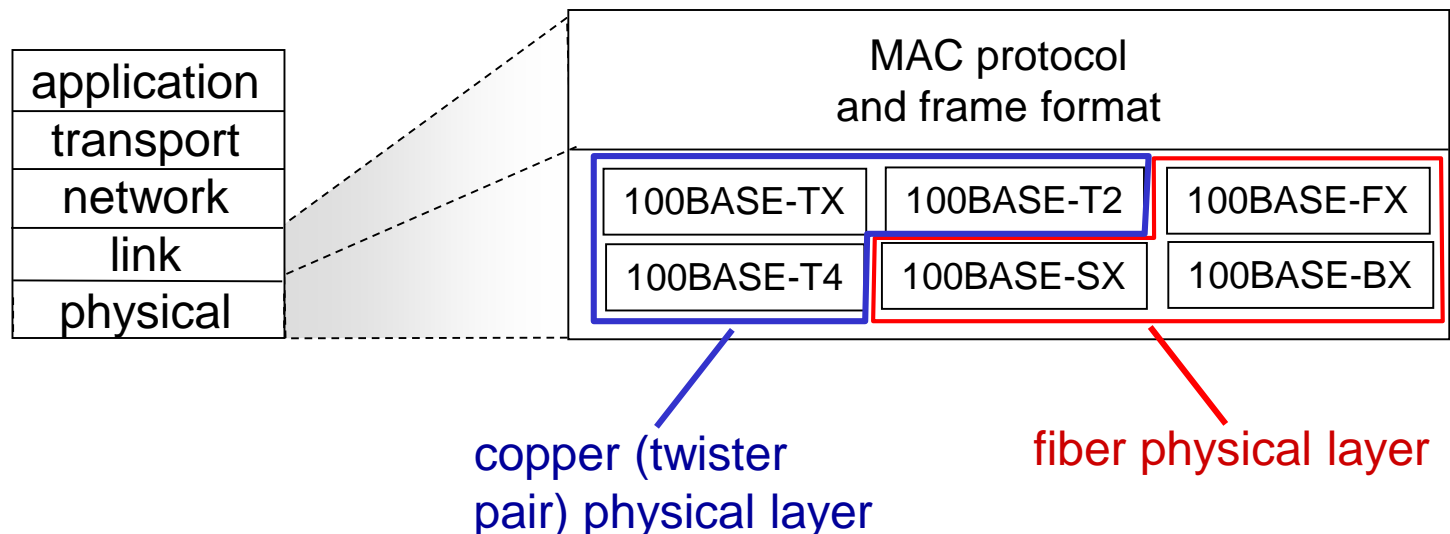 application
transport
network
link
physical
MAC protocol
and frame format
100BASE-TX
100BASE-T2
100BASE-FX
100BASE-T4
100BASE-SX
100BASE-BX
copper (twister
pair) physical layer
fiber physical layer